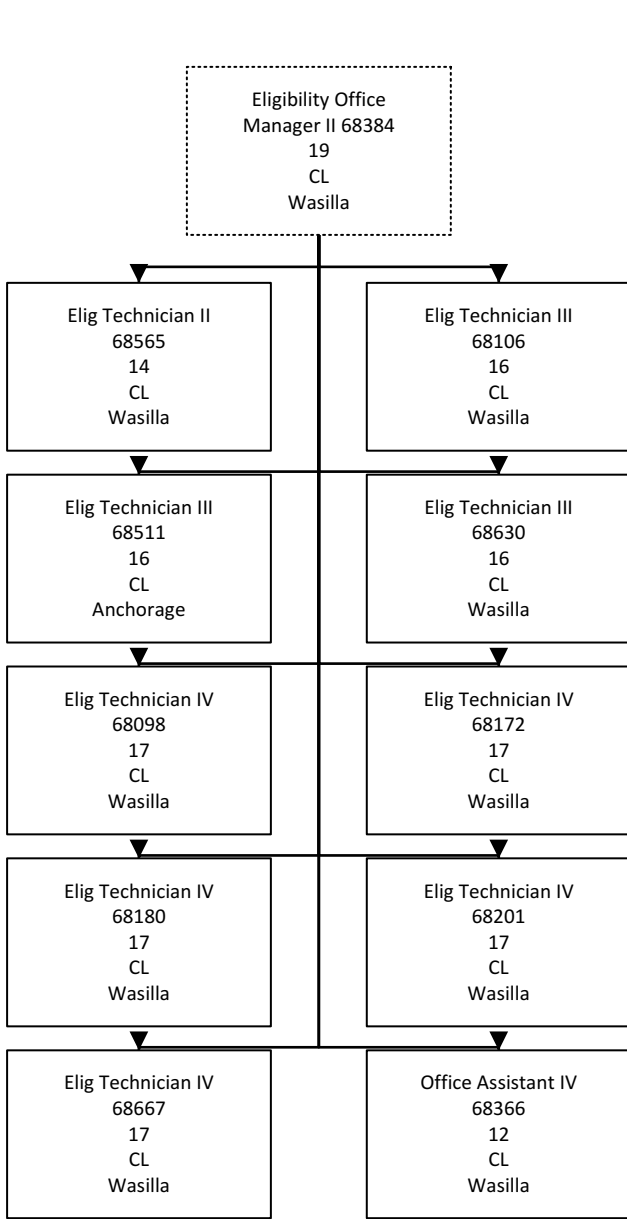 Eligibility Office
Manager II 68384
19
CL
Wasilla
Elig Technician II
68565
14
CL
Wasilla
Elig Technician III
68106
16
CL
Wasilla
Elig Technician III
68511
16
CL
Anchorage
Elig Technician III
68630
16
CL
Wasilla
Elig Technician IV
68098
17
CL
Wasilla
Elig Technician IV
68172
17
CL
Wasilla
Elig Technician IV
68180
17
CL
Wasilla
Elig Technician IV
68201
17
CL
Wasilla
Elig Technician IV
68667
17
CL
Wasilla
Office Assistant IV
68366
12
CL
Wasilla